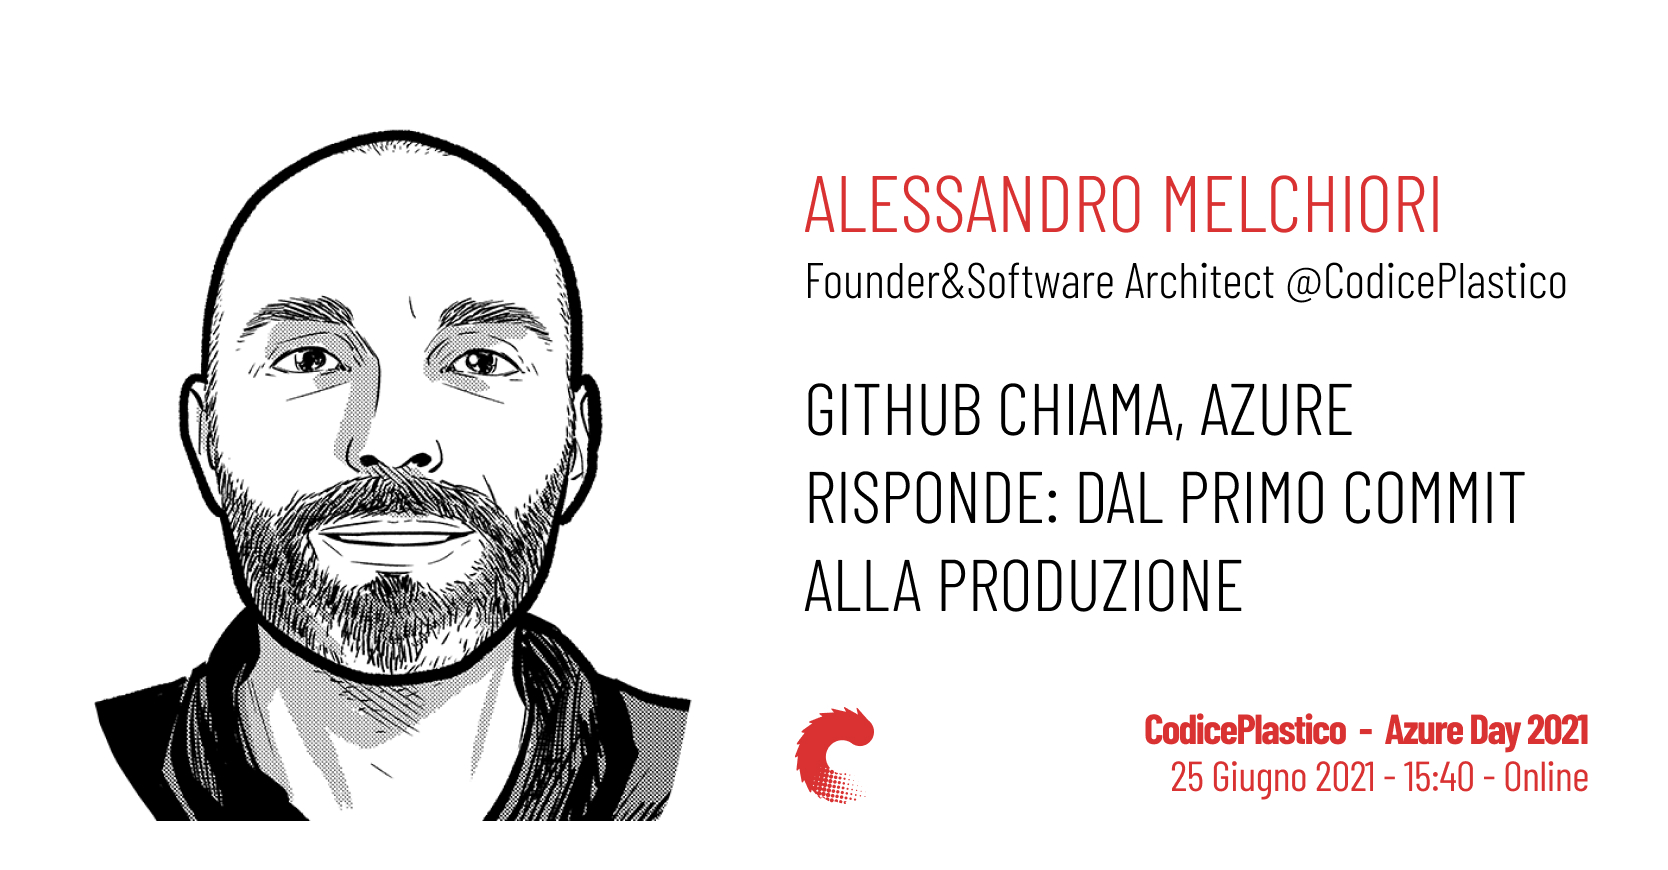 ALESSANDRO MELCHIORI
Founder&Software Architect @CodicePlastico
GITHUB CHIAMA, AZURE
RISPONDE: DAL PRIMO COMMIT
ALLA PRODUZIONE
CodicePlastico - Azure Day 2021
25 Giugno 2021 - 15:40 - Online